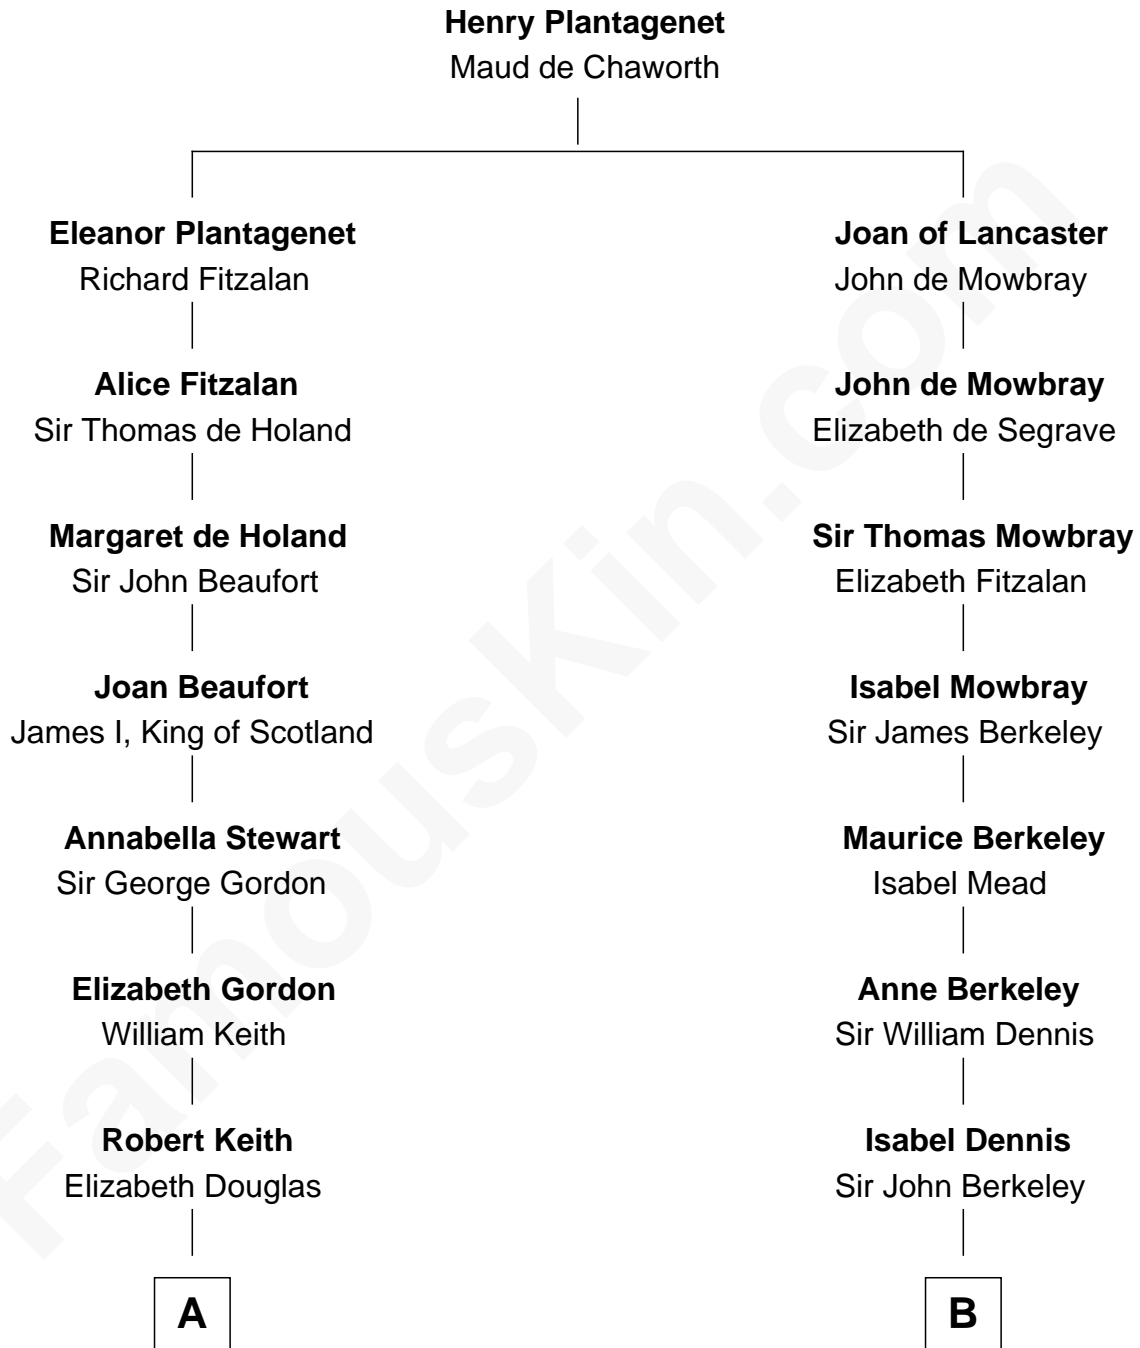 Henry Plantagenet
Maud de Chaworth
Eleanor Plantagenet
Richard Fitzalan
Joan of Lancaster
John de Mowbray
Alice Fitzalan
Sir Thomas de Holand
John de Mowbray
Elizabeth de Segrave
Margaret de Holand
Sir John Beaufort
Sir Thomas Mowbray
Elizabeth Fitzalan
Joan Beaufort
James I, King of Scotland
Isabel Mowbray
Sir James Berkeley
Annabella Stewart
Sir George Gordon
Maurice Berkeley
Isabel Mead
Elizabeth Gordon
William Keith
Anne Berkeley
Sir William Dennis
Robert Keith
Elizabeth Douglas
Isabel Dennis
Sir John Berkeley
A
B
FamousKin.com